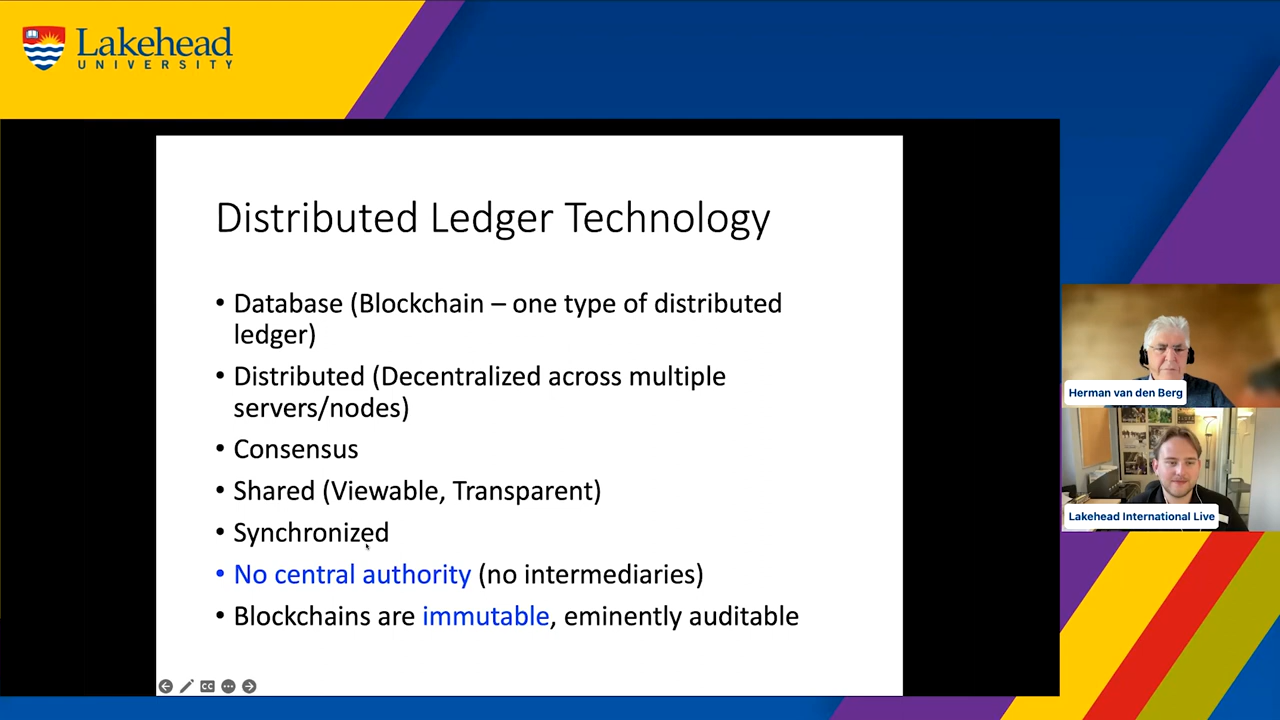 Lakehead
UNIVERSITY
Distributed Ledger Technology
• Database (Blockchain – one type of distributed
ledger)
• Distributed (Decentralized across multiple
servers/nodes)
• Consensus
• Shared (Viewable, Transparent)
• Synchronized
• No central authority (no intermediaries)
• Blockchains are immutable, eminently auditable
CC
Herman van den Berg
Lakehead International Live